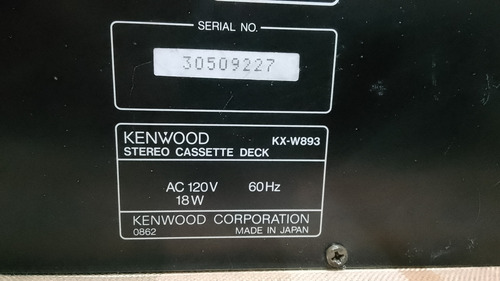 SERIAL NO.
30509227
KENWOOD KX-W893
STEREO CASSETTE DECK
AC 120V 60Hz
18W
KENWOOD CORPORATION
0862 MADE IN JAPAN